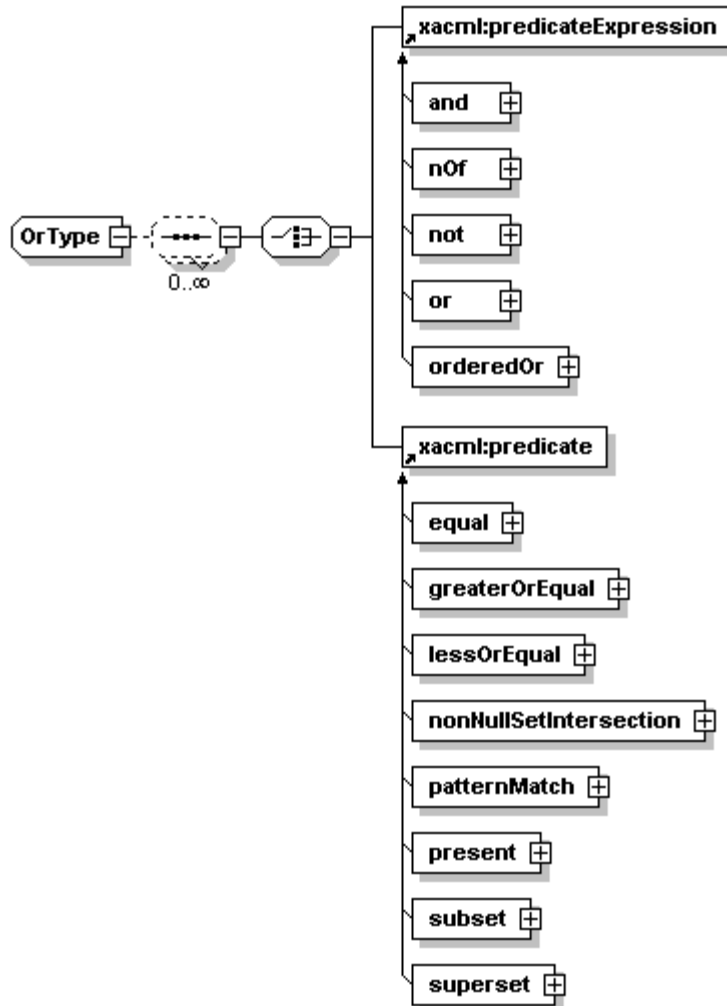 xacml:predicateExpression
and
nOf
not
OrType
0..∞
or
orderedOr
xacml:predicate
equal
greaterOrEqual
lessOrEqual
nonNullSetIntersection
patternMatch
present
subset
superset